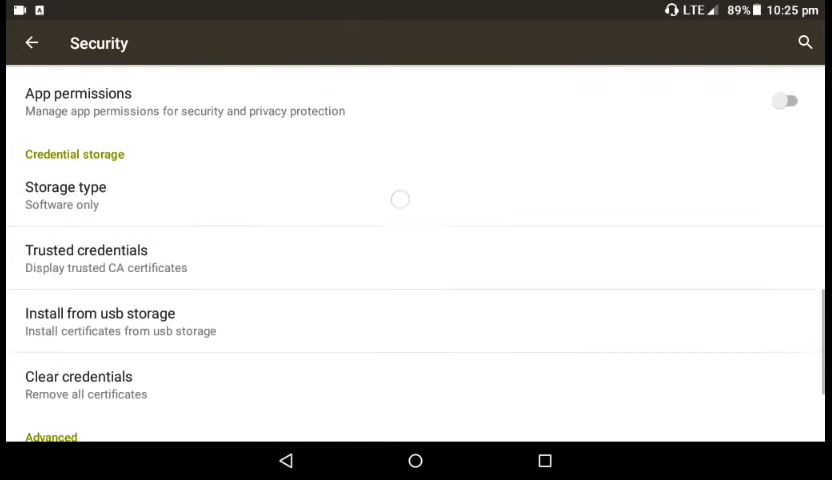 LTE 89% 10:25 pm
Security
App permissions
Manage app permissions for security and privacy protection
Credential storage
Storage type
Software only
Trusted credentials
Display trusted CA certificates
Install from usb storage
Install certificates from usb storage
Clear credentials
Remove all certificates
Advanced